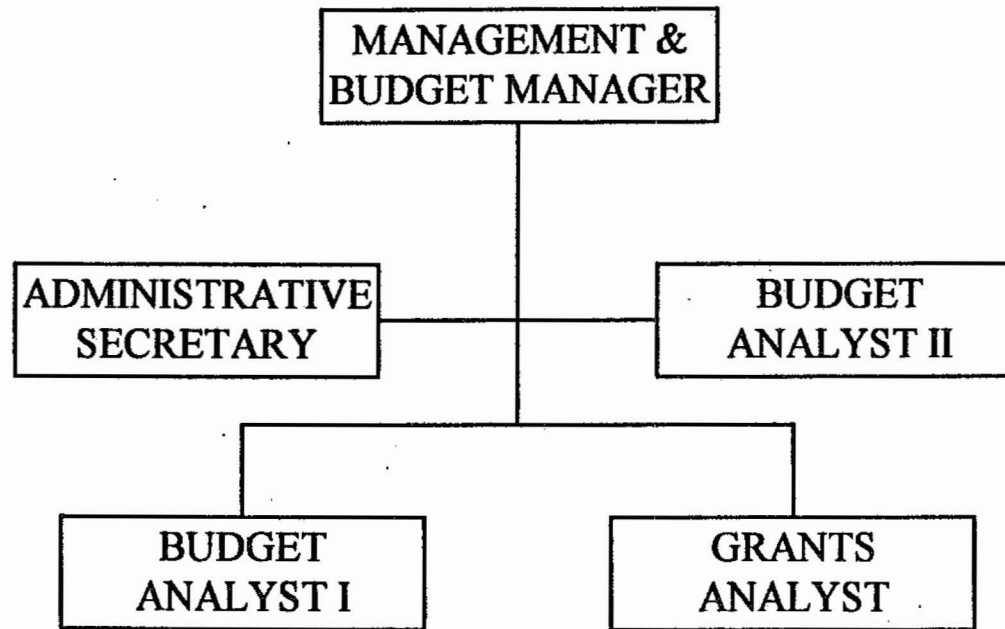 MANAGEMENT &
BUDGET MANAGER
ADMINISTRATIVE
SECRETARY
BUDGET
ANALYST II
BUDGET
ANALYST I
GRANTS
ANALYST